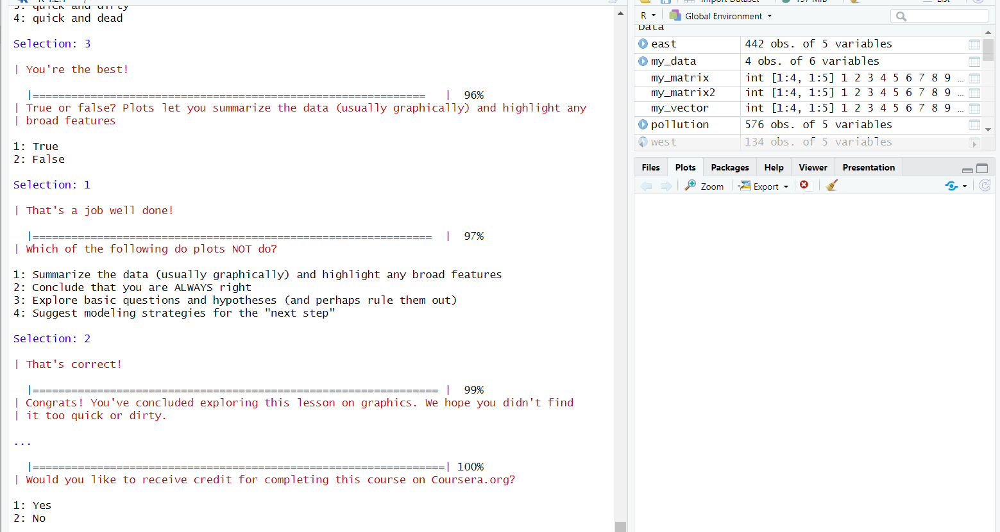 3: quick and dirty
4: quick and dead
Selection: 3
| You're the best!
|============================================================= | 96%
| True or false? Plots let you summarize the data (usually graphically) and highlight any
| broad features
1: True
2: False
Selection: 1
| That's a job well done!
|============================================================== | 97%
| Which of the following do plots NOT do?
1: Summarize the data (usually graphically) and highlight any broad features
2: Conclude that you are ALWAYS right
3: Explore basic questions and hypotheses (and perhaps rule them out)
4: Suggest modeling strategies for the "next step"
Selection: 2
| That's correct!
|=============================================================== | 99%
| Congrats! You've concluded exploring this lesson on graphics. We hope you didn't find
| it too quick or dirty.
...
|================================================================| 100%
| Would you like to receive credit for completing this course on Coursera.org?
1: Yes
2: No
Import Dataset 197 MiB List
R Global Environment
Data
east 442 obs. of 5 variables
my_data 4 obs. of 6 variables
my_matrix int [1:4, 1:5] 1 2 3 4 5 6 7 8 9 …
my_matrix2 int [1:4, 1:5] 1 2 3 4 5 6 7 8 9 …
my_vector int [1:4, 1:5] 1 2 3 4 5 6 7 8 9 …
pollution 576 obs. of 5 variables
west 134 obs. of 5 variables
Files Plots Packages Help Viewer Presentation
Zoom Export